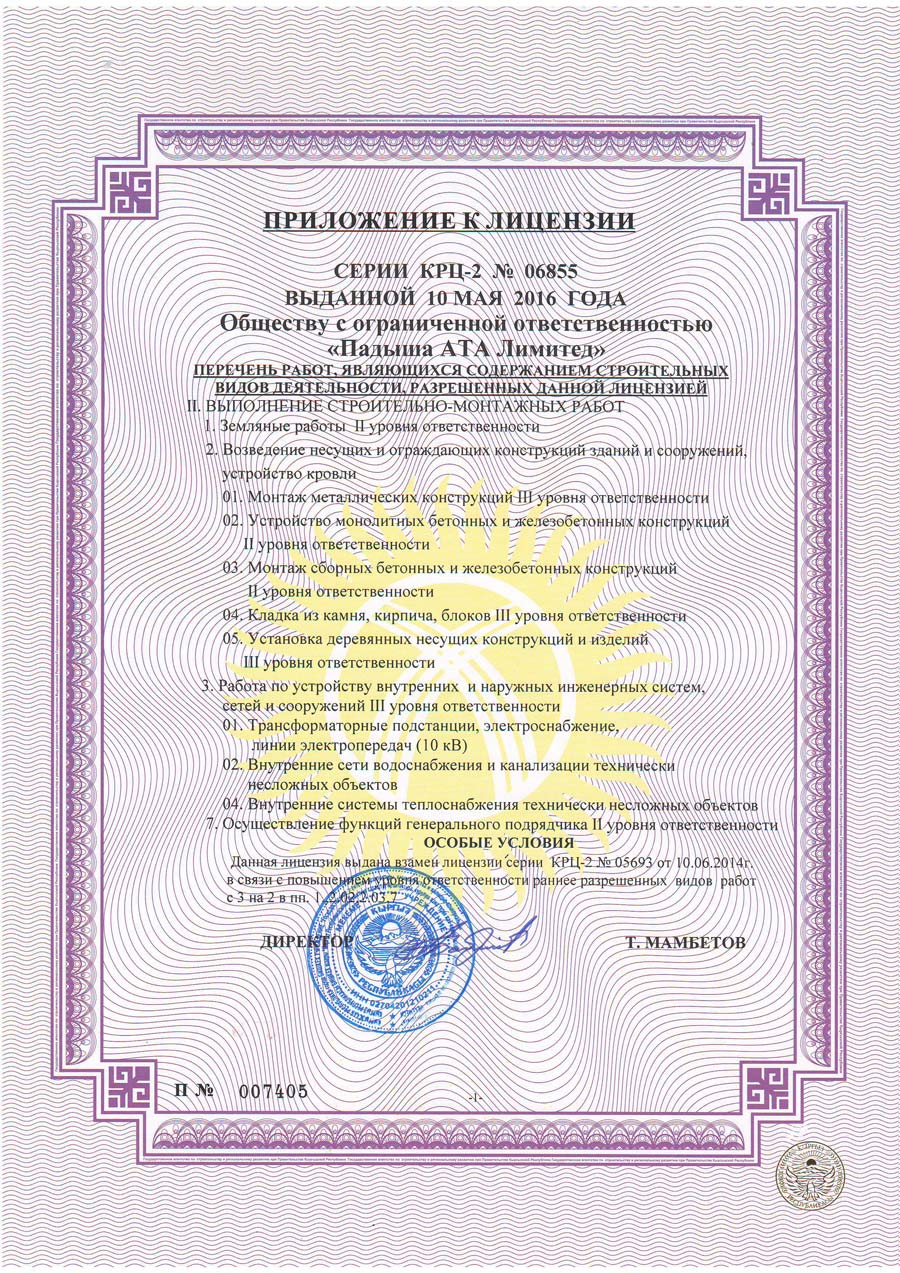 ПРИЛОЖЕНИЕ К ЛИЦЕНЗИИ
СЕРИИ КРЦ-2 № 06855
ВЫДАННОЙ 10 МАЯ 2016 ГОДА
Обществу с ограниченной ответственностью
«Падыша АТА Лимитед»
ПЕРЕЧЕНЬ РАБОТ, ЯВЛЯЮЩИХСЯ СОДЕРЖАНИЕМ СТРОИТЕЛЬНЫХ
ВИДОВ ДЕЯТЕЛЬНОСТИ, РАЗРЕШЕННЫХ ДАННОЙ ЛИЦЕНЗИЕЙ
II. ВЫПОЛНЕНИЕ СТРОИТЕЛЬНО-МОНТАЖНЫХ РАБОТ
1. Земляные работы II уровня ответственности
2. Возведение несущих и ограждающих конструкций зданий и сооружений,
устройство кровли
01. Монтаж металлических конструкций III уровня ответственности
02. Устройство монолитных бетонных и железобетонных конструкций
II уровня ответетственности
03. Монтаж сборных бетонных и железобетонных конструкций
II уровня ответственности
04. Кладка из камня, кирпича, блоков III уровня ответственности
05. Установка деревянных несущих конструкций и изделий
III уровня ответственности
3. Работа по устройству внутренних и наружных инженерных систем,
сетей и сооружений III уровня ответственности
01. Трансформаторные подстанции, электроснабжение,
линии электропередач (10 кВ)
02. Внутренние сети водоснабжения и канализации технически
несложных объектов
04. Внутренние системы теплоснабжения технически несложных объектов
7. Осуществление функций генерального подрядчика II уровня ответственности
ОСОБЫЕ УСЛОВИЯ
Данная лицензия выдана взамен лицензии серии КРЦ-2 № 05693 от 10.06.2014г.
в связи с повышением уровня ответственности раннее разрешенных видов работ
с 3 на 2 в пп. 1,2.02,2.03,7
ДИРЕКТОР Т. МАМБЕТОВ
ИНН 02704201210211
П № 007405
-1-